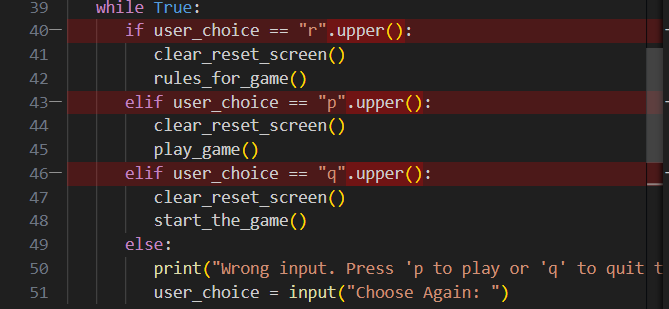 39 while True:
40— if user_choice == "r".upper():
41 clear_reset_screen()
42 rules_for_game()
43— elif user_choice == "p".upper():
44 clear_reset_screen()
45 play_game()
46— elif user_choice == "q".upper():
47 clear_reset_screen()
48 start_the_game()
49 else:
50 print("Wrong input. Press 'p to play or 'q' to quit t
51 user_choice = input("Choose Again: ")